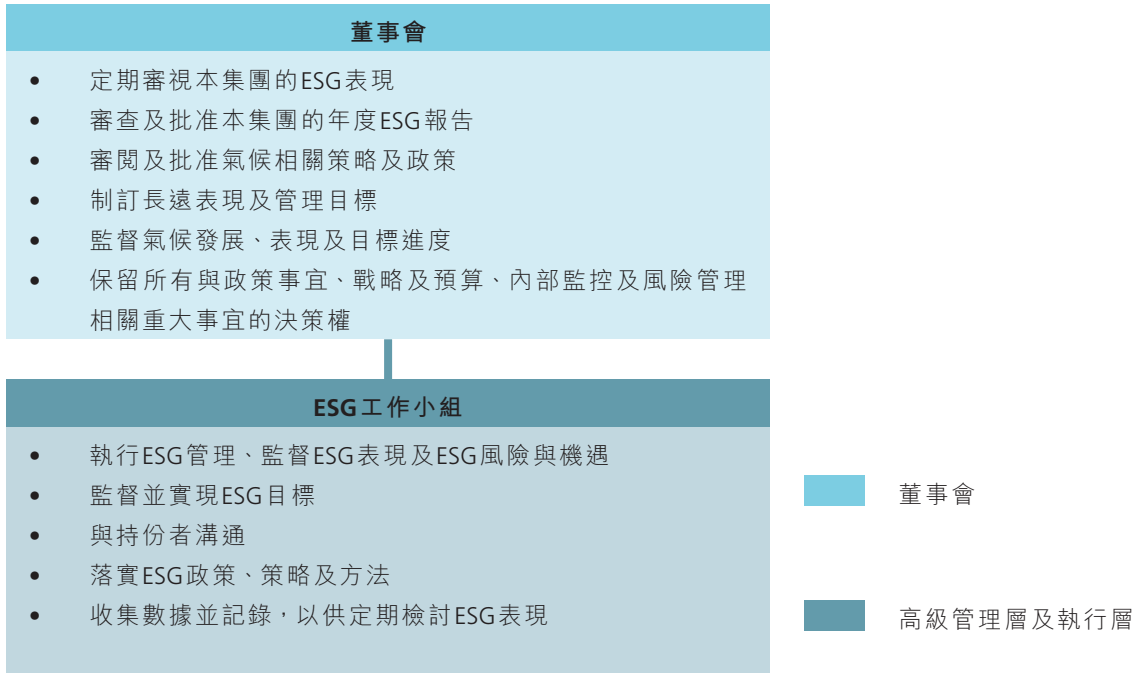 董事會
• 定期審視本集團的ESG表現
• 審查及批准本集團的年度ESG報告
• 審閱及批准氣候相關策略及政策
• 制訂長遠表現及管理目標
• 監督氣候發展、表現及目標進度
• 保留所有與政策事宜、戰略及預算、內部監控及風險管理
相關重大事宜的決策權
ESG工作小組
• 執行ESG管理、監督ESG表現及ESG風險與機遇
• 監督並實現ESG目標
• 與持份者溝通
• 落實ESG政策、策略及方法
• 收集數據並記錄，以供定期檢討ESG表現
董事會
高級管理層及執行層